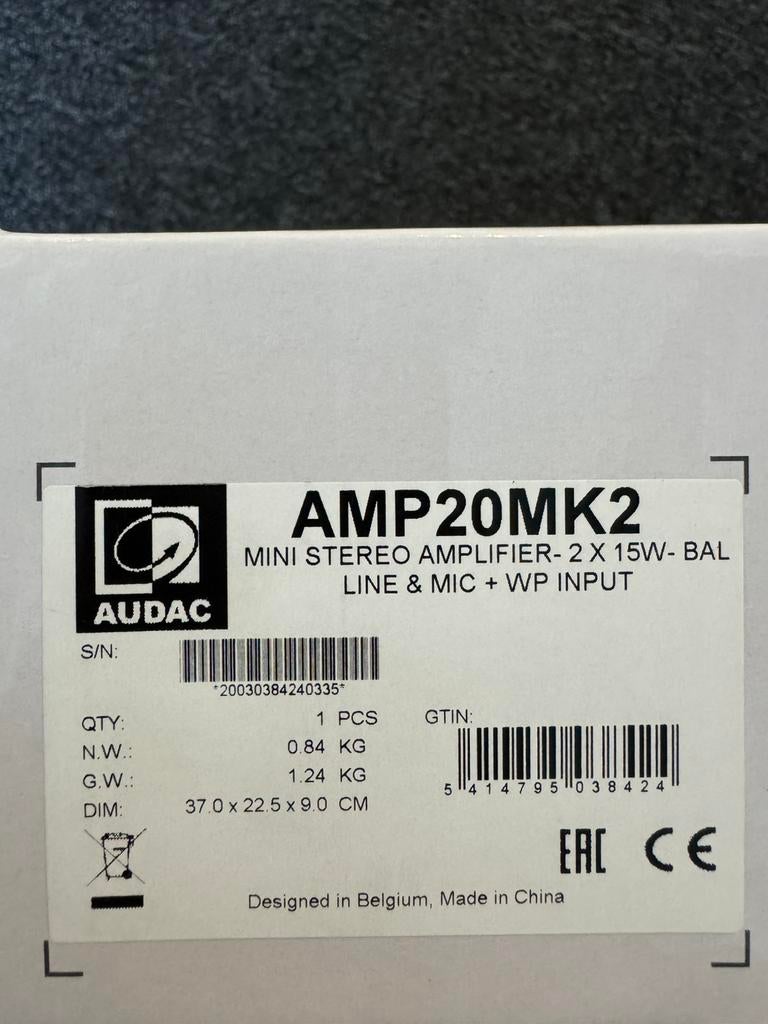 AUDAC
AMP20MK2
MINI STEREO AMPLIFIER- 2 X 15W- BAL
LINE & MIC + WP INPUT
S/N:
*20030384240335*
QTY: 1 PCS
N.W.: 0.84 KG
G.W.: 1.24 KG
DIM: 37.0 x 22.5 x 9.0 CM
GTIN:
5 414795 038424
EAC CE
Designed in Belgium, Made in China